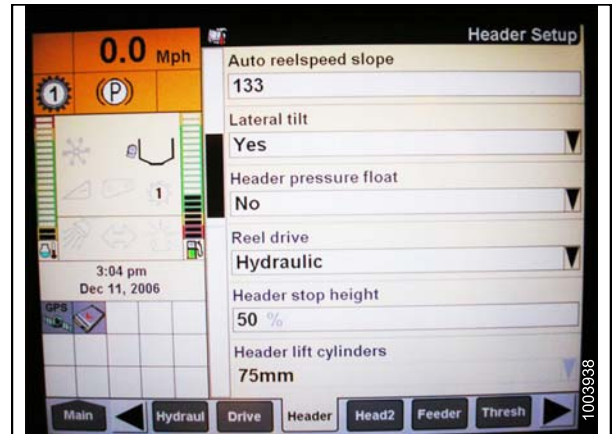 0.0 Mph
Header Setup
Auto reelspeed slope
133
1
(P)
Lateral tilt
Yes
Header pressure float
No
1
Reel drive
Hydraulic
3:04 pm
Dec 11, 2006
Header stop height
50 %
GPS
Header lift cylinders
75mm
Main
Hydraul
Drive
Header
Head2
Feeder
Thresh
1003938